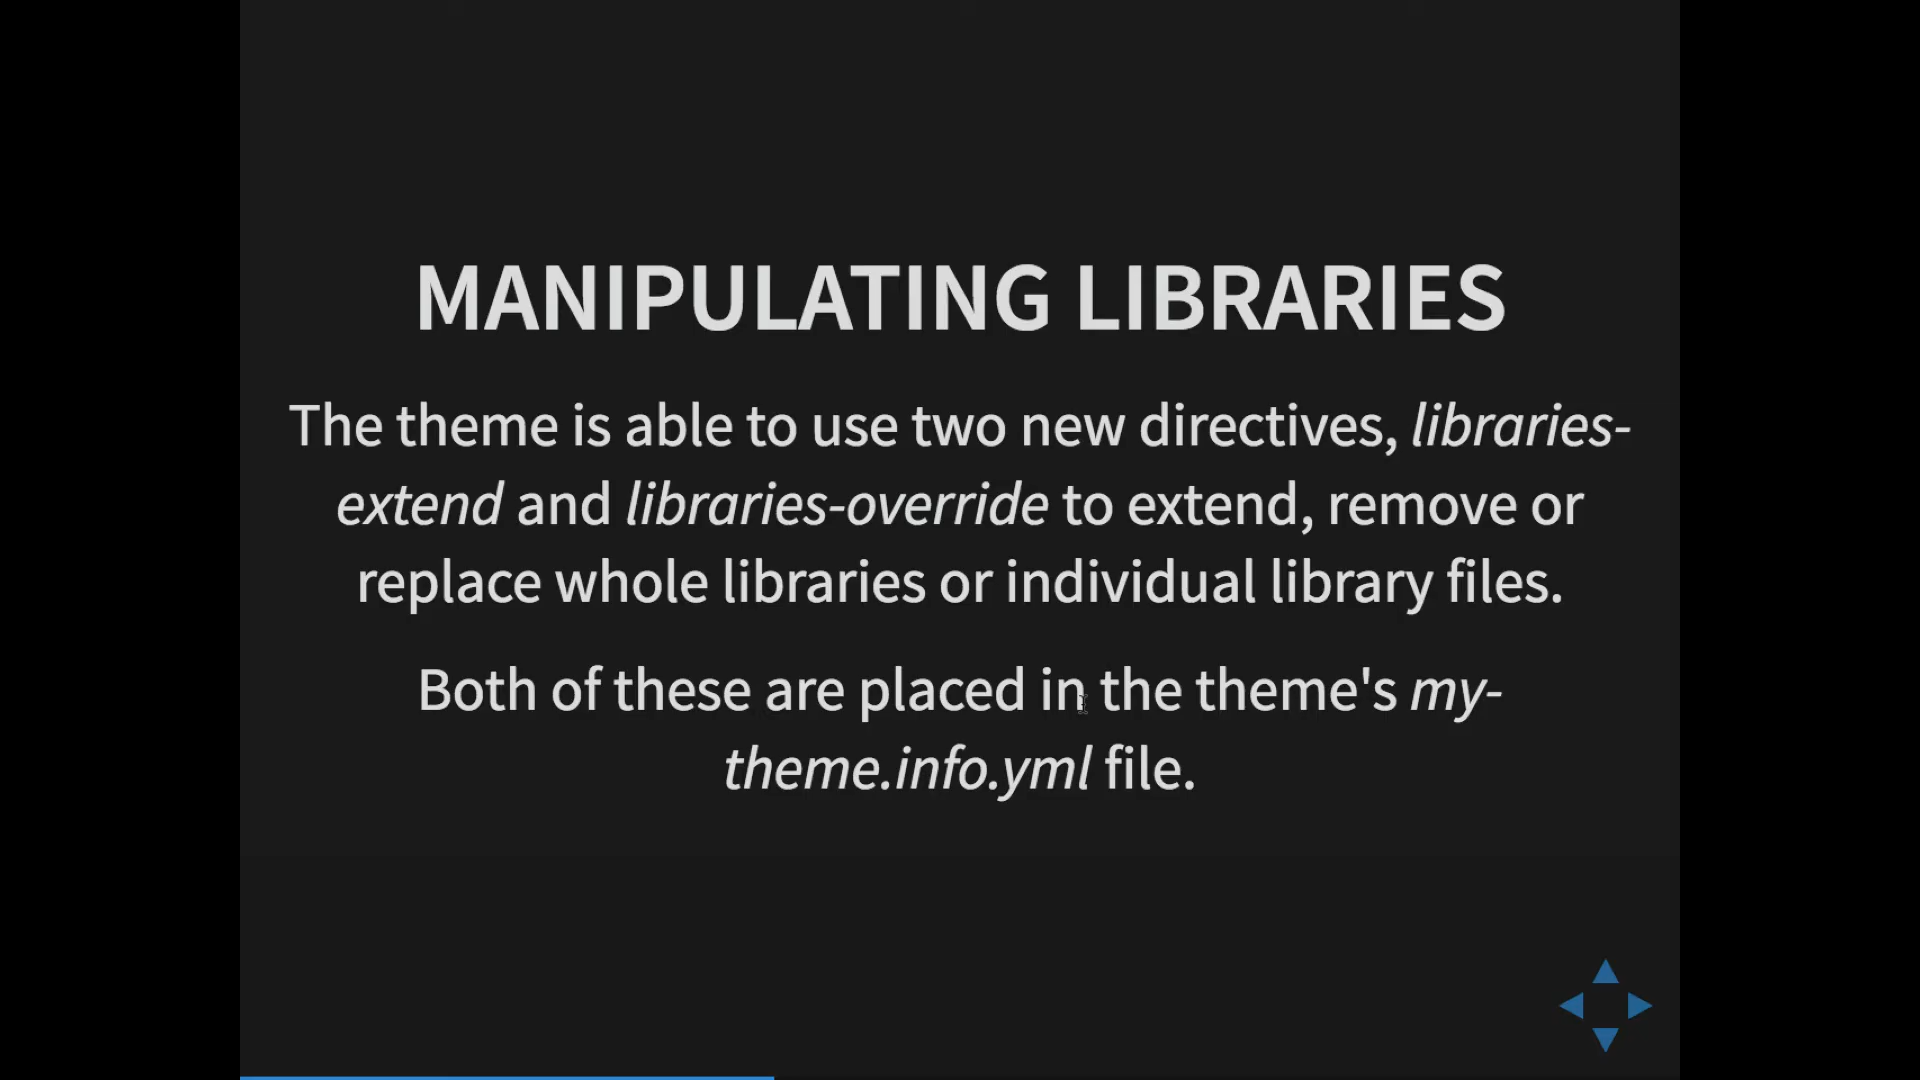 MANIPULATING LIBRARIES
The theme is able to use two new directives, libraries-
extend and libraries-override to extend, remove or
replace whole libraries or individual library files.
Both of these are placed in the theme's my-
theme.info.yml file.